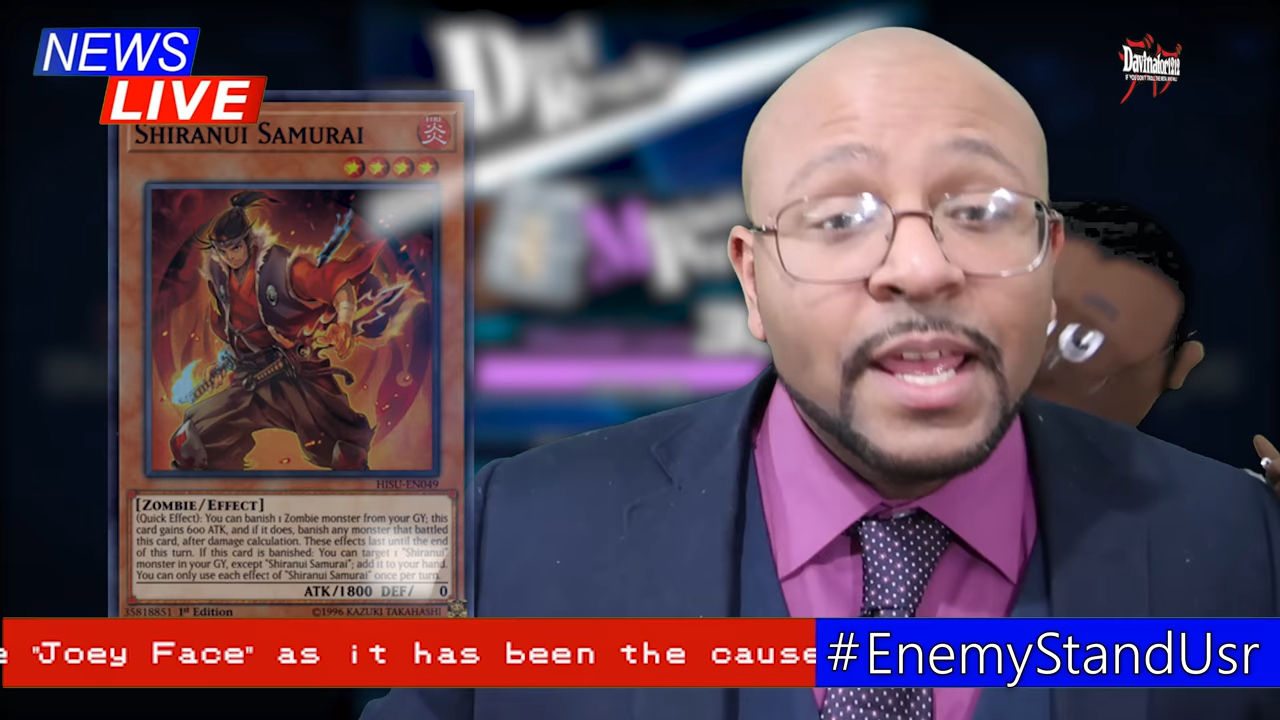 NEWS
LIVE
Davinator1212
SHIRANUI SAMURAI
HISU-EN049
[ZOMBIE/EFFECT]
(Quick Effect): You can banish 1 Zombie monster from your GY; this
card gains 600 ATK, and if it does, banish any monster that battled
this card, after damage calculation. These effects last until the end
of this turn. If this card is banished: You can target 1 "Shiranui"
monster in your GY, except "Shiranui Samurai"; add it to your hand.
You can only use each effect of "Shiranui Samurai" once per turn.
ATK/1800 DEF/ 0
35818851 1st Edition ©1996 KAZUKI TAKAHASHI
e "Joey Face" as it has been the cause
#EnemyStandUsr